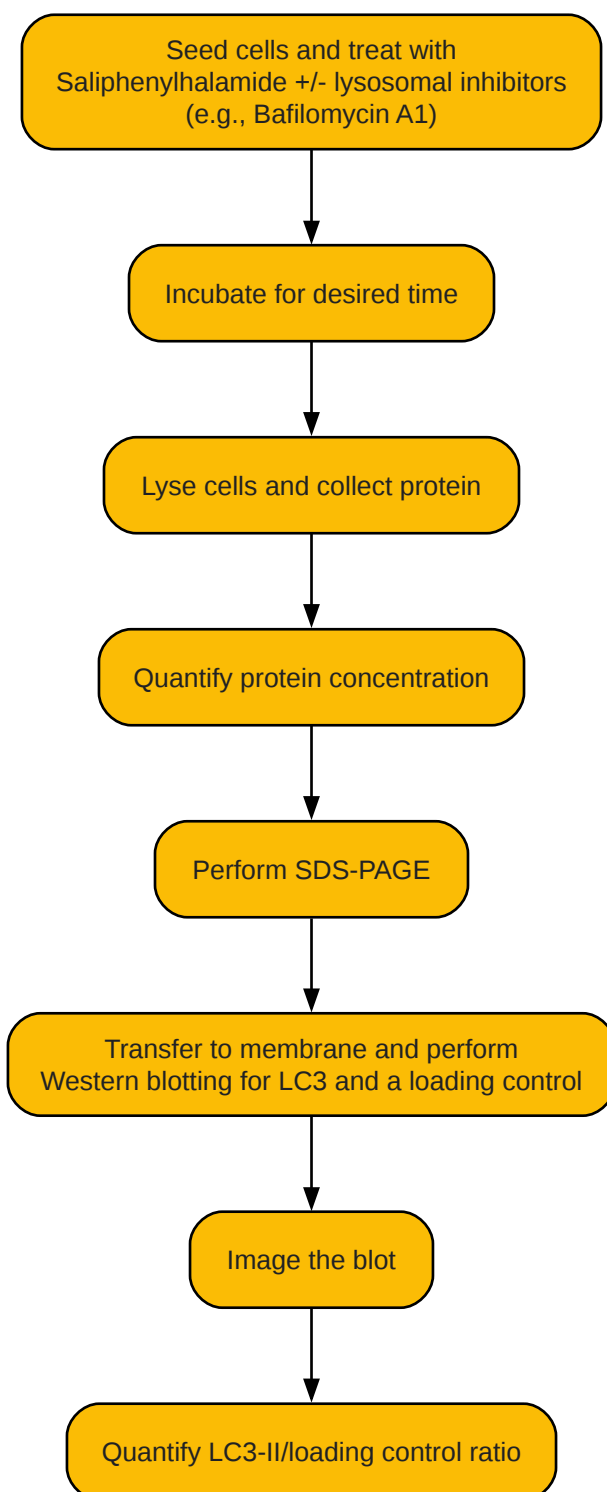 Seed cells and treat with
Saliphenylhalamide +/- lysosomal inhibitors
(e.g., Bafilomycin A1)
Incubate for desired time
Lyse cells and collect protein
Quantify protein concentration
Perform SDS-PAGE
Transfer to membrane and perform
Western blotting for LC3 and a loading control
Image the blot
Quantify LC3-II/loading control ratio